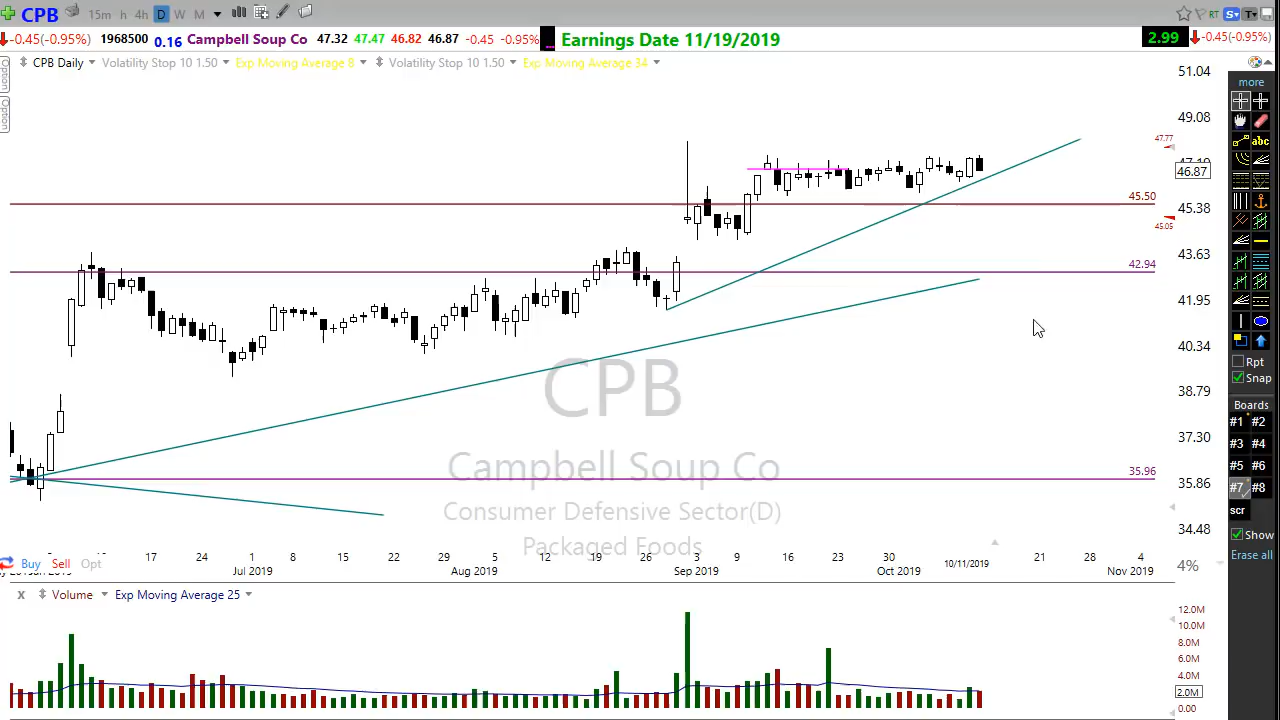 CPB 15m h 4h D W M RT S T
-0.45(-0.95%) 1968500 0.16 Campbell Soup Co 47.32 47.47 46.82 46.87 -0.45 -0.95% Earnings Date 11/19/2019 2.99 -0.45(-0.95%)
CPB Daily Volatility Stop 10 1.50 Exp Moving Average 8 Volatility Stop 10 1.50 Exp Moving Average 34
Option
Option
more
abc
51.04
49.08
47.77
46.87
45.50
45.38
45.05
43.63
42.94
41.95
40.34
38.79
37.30
35.96
35.86
34.48
CPB
Campbell Soup Co
Consumer Defensive Sector(D)
Packaged Foods
Rpt
Snap
Boards
#1 #2
#3 #4
#5 #6
#7 #8
scr
Show
Erase all
17 24 1 8 15 22 29 5 12 19 26 3 9 16 23 30 21 28 4
Jul 2019 Aug 2019 Sep 2019 Oct 2019 10/11/2019 Nov 2019
Buy Sell Opt
4%
x Volume Exp Moving Average 25
12.0M
10.0M
8.0M
6.0M
4.0M
2.0M
0.00